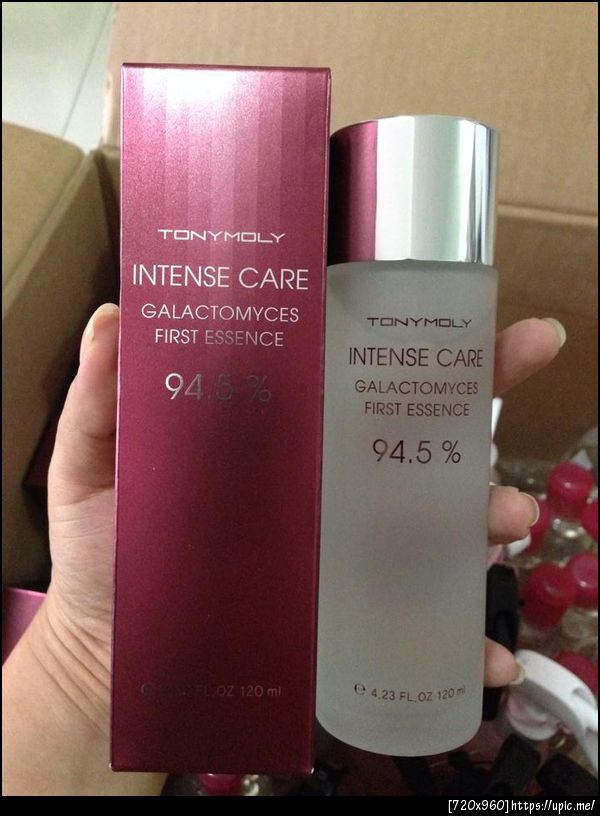 TONYMOLY
INTENSE CARE
GALACTOMYCES
FIRST ESSENCE
94.5 %
FL.OZ 120 ml
TONYMOLY
INTENSE CARE
GALACTOMYCES
FIRST ESSENCE
94.5 %
℮ 4.23 FL.OZ 120 ml
[720x960]https://upic.me/